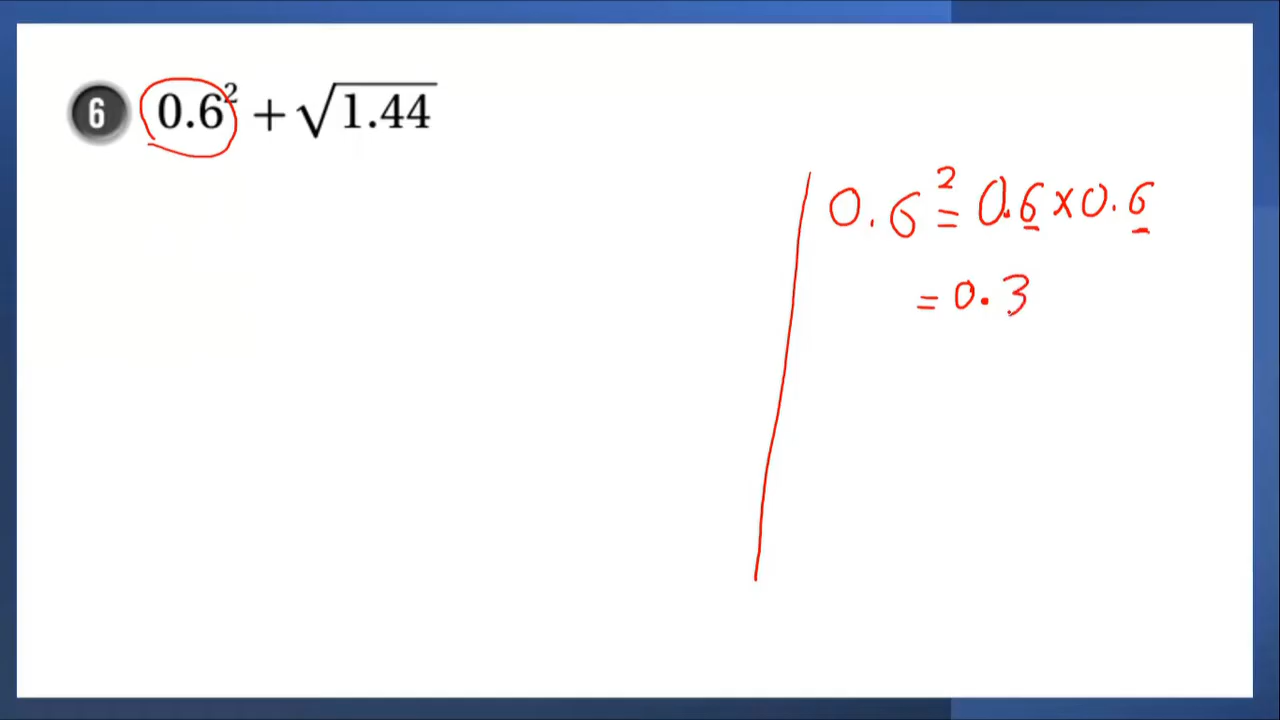 6 0.6² + √1.44
0.6² = 0.6 × 0.6
= 0.3